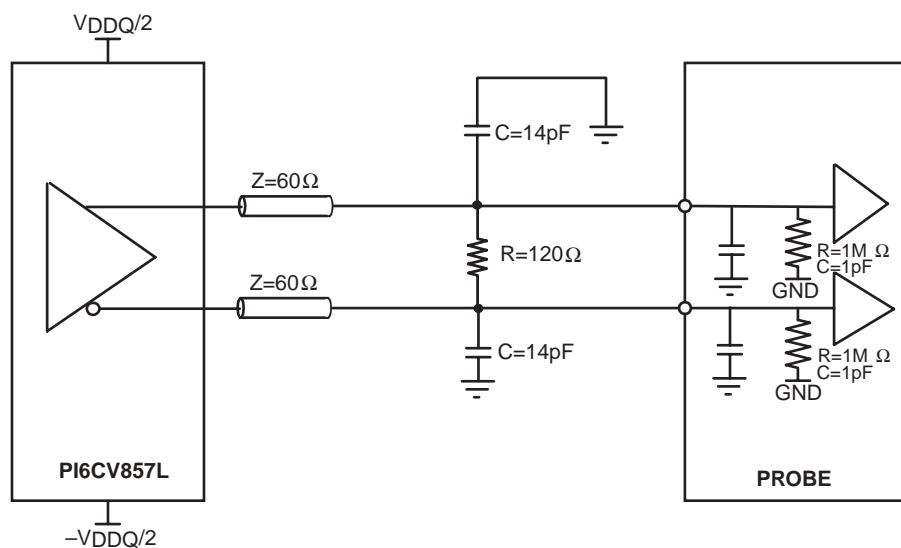 VDDQ/2
C=14pF
Z=60Ω
R=120Ω
R=1M Ω
C=1pF
GND
Z=60Ω
C=14pF
R=1M Ω
C=1pF
GND
PI6CV857L
PROBE
–VDDQ/2